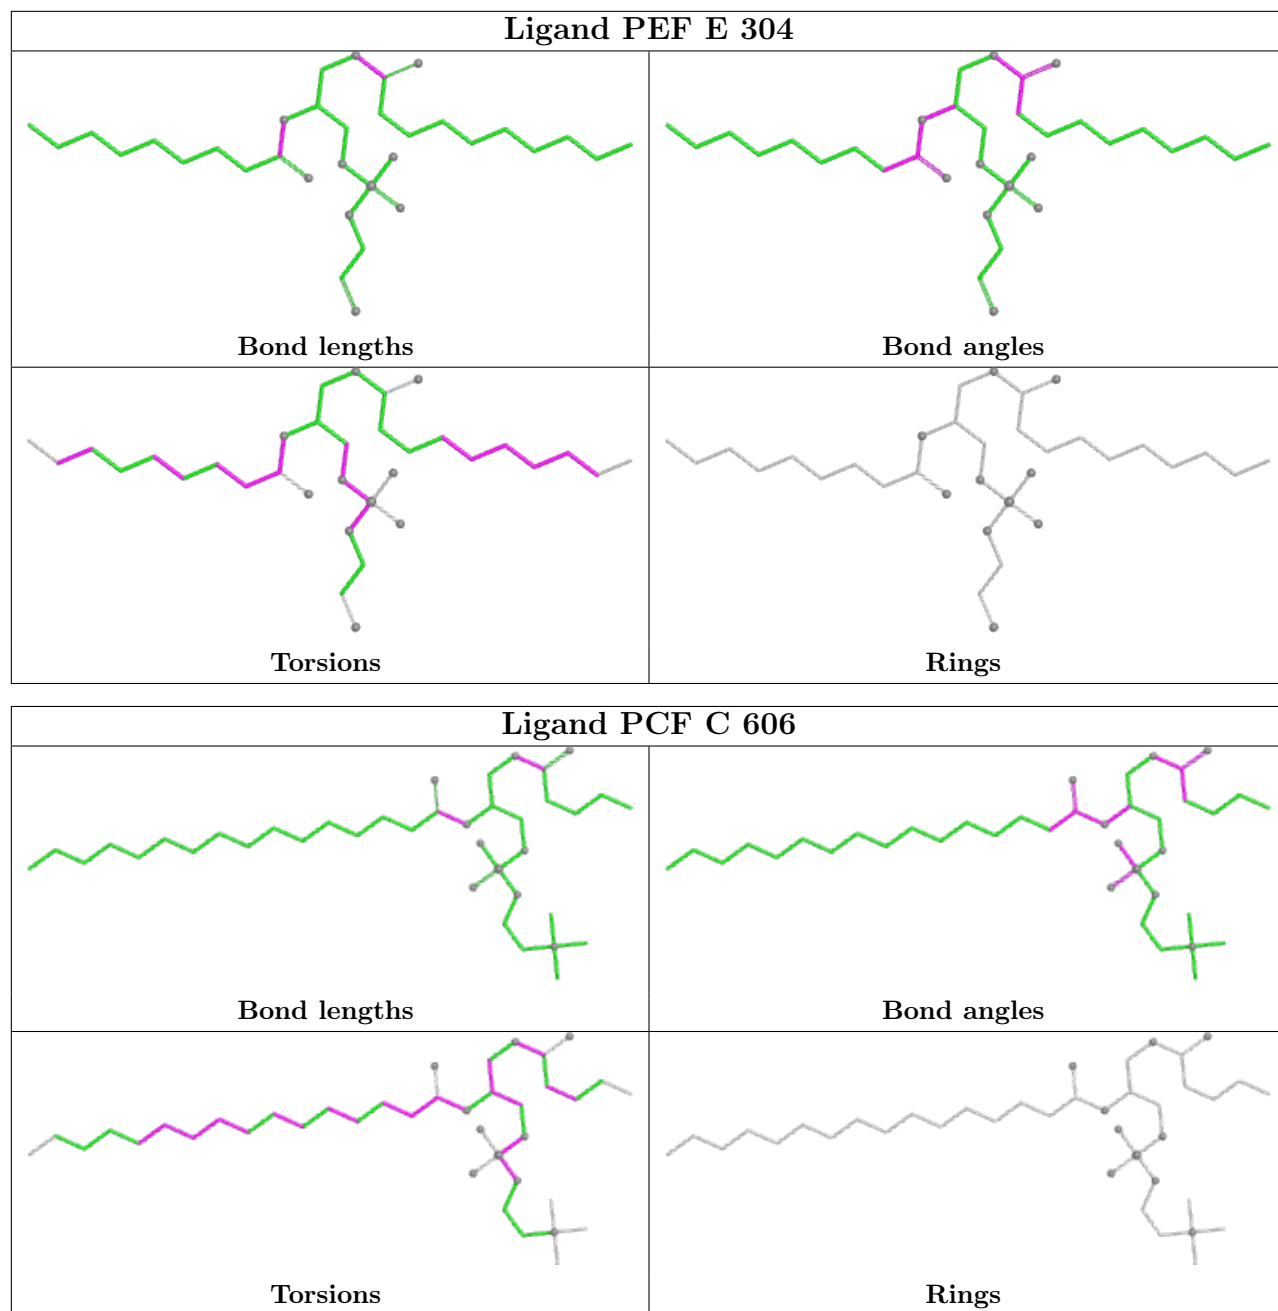 Ligand PEF E 304
Bond lengths
Bond angles
Torsions
Rings
Ligand PCF C 606
Bond lengths
Bond angles
Torsions
Rings